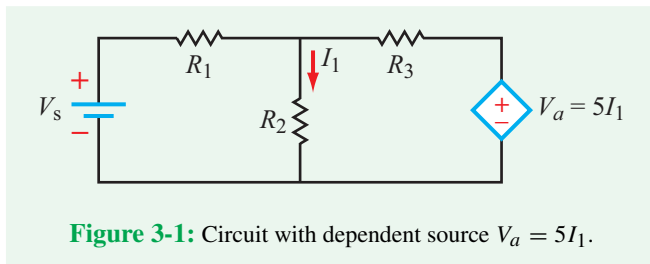 R1 I1 R3
+
Vs R2 + Va = 5I1
−
−
Figure 3-1: Circuit with dependent source Va = 5I1.